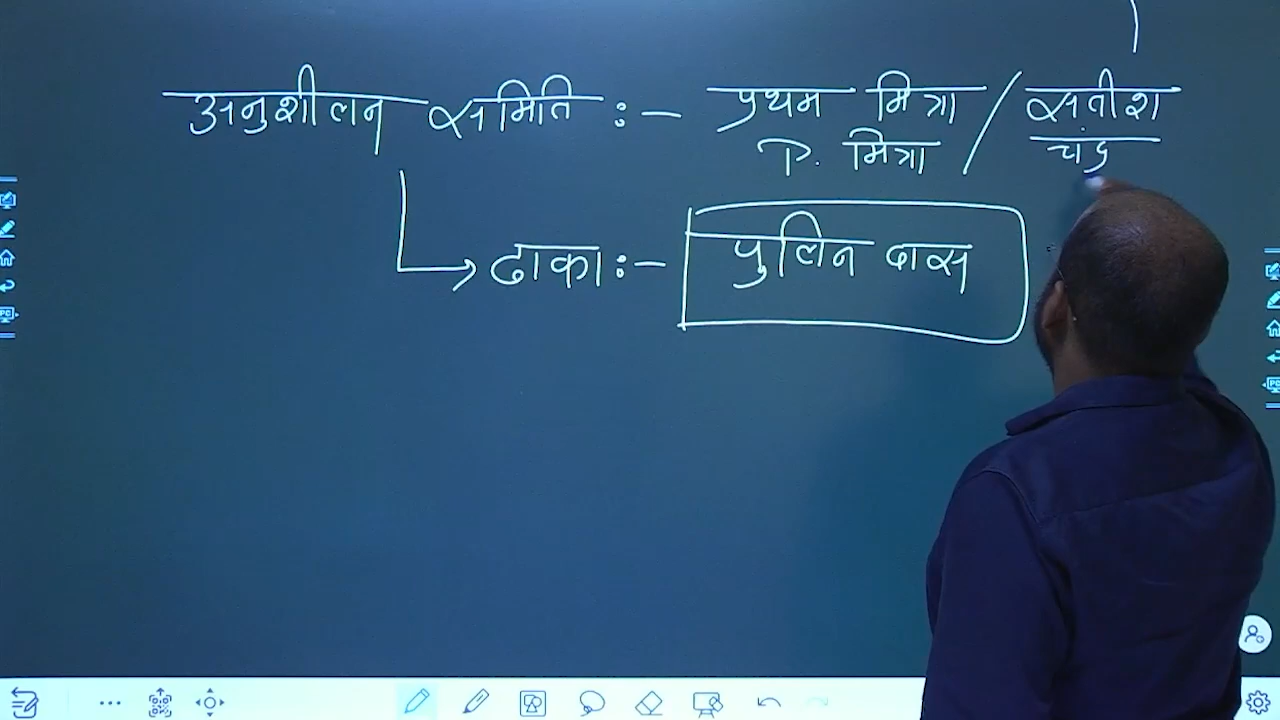 अनुशीलन समिति :- प्रथम मित्रा / सतीश
P. मित्रा / चंद्र
ढाका :- पुलिन दास